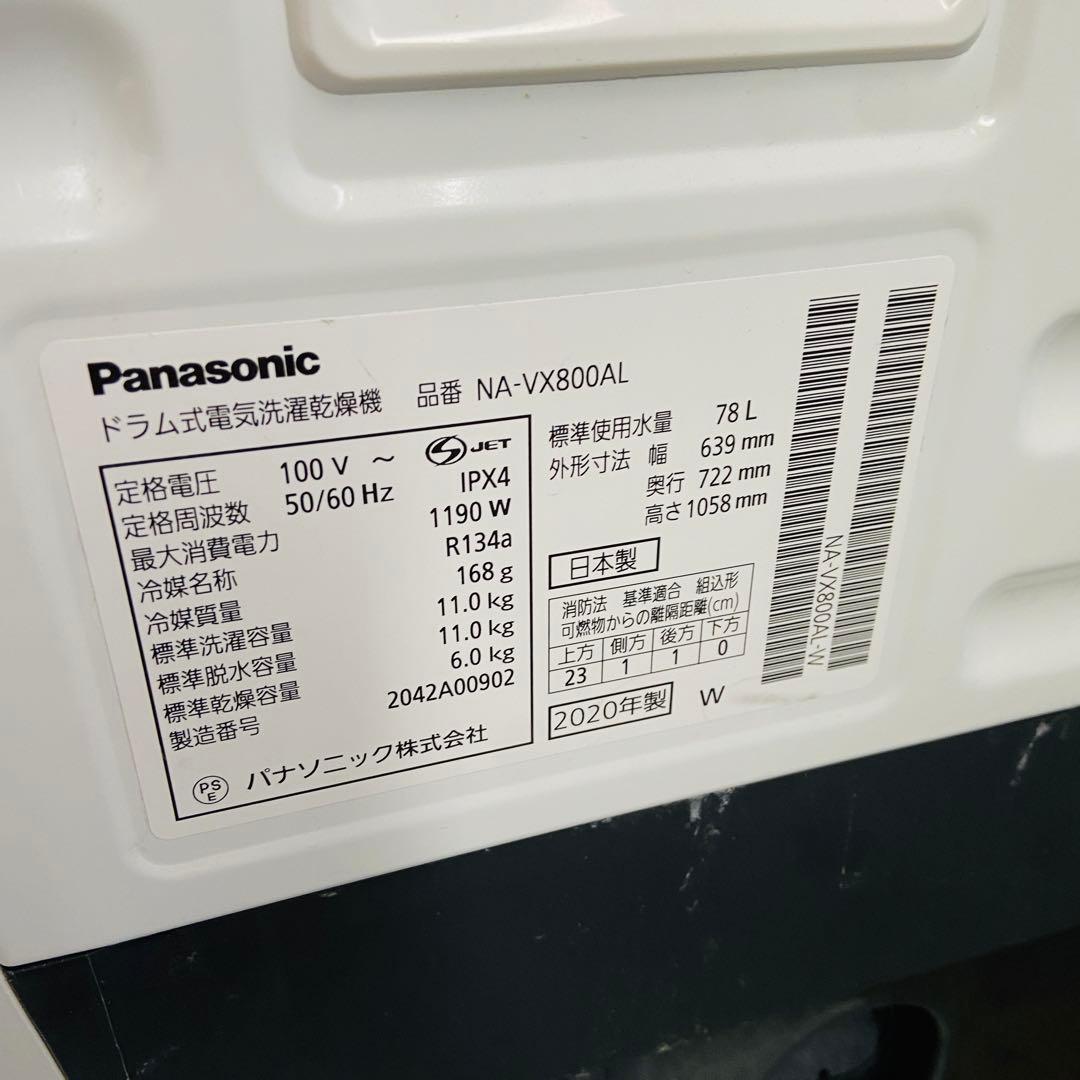 Panasonic
ドラム式電気洗濯乾燥機 品番 NA-VX800AL
定格電圧 100 V ～
定格周波数 50/60 Hz
S JET
IPX4
最大消費電力 1190 W
冷媒名称 R134a
冷媒質量 168 g
標準洗濯容量 11.0 kg
標準脱水容量 11.0 kg
標準乾燥容量 6.0 kg
製造番号 2042A00902
PS E パナソニック株式会社
標準使用水量 78 L
外形寸法 幅 639 mm
奥行 722 mm
高さ 1058 mm
日本製
消防法 基準適合 組込形
可燃物からの離隔距離(cm)
上方 側方 後方 下方
23 1 1 0
2020年製 W
NA-VX800AL-W